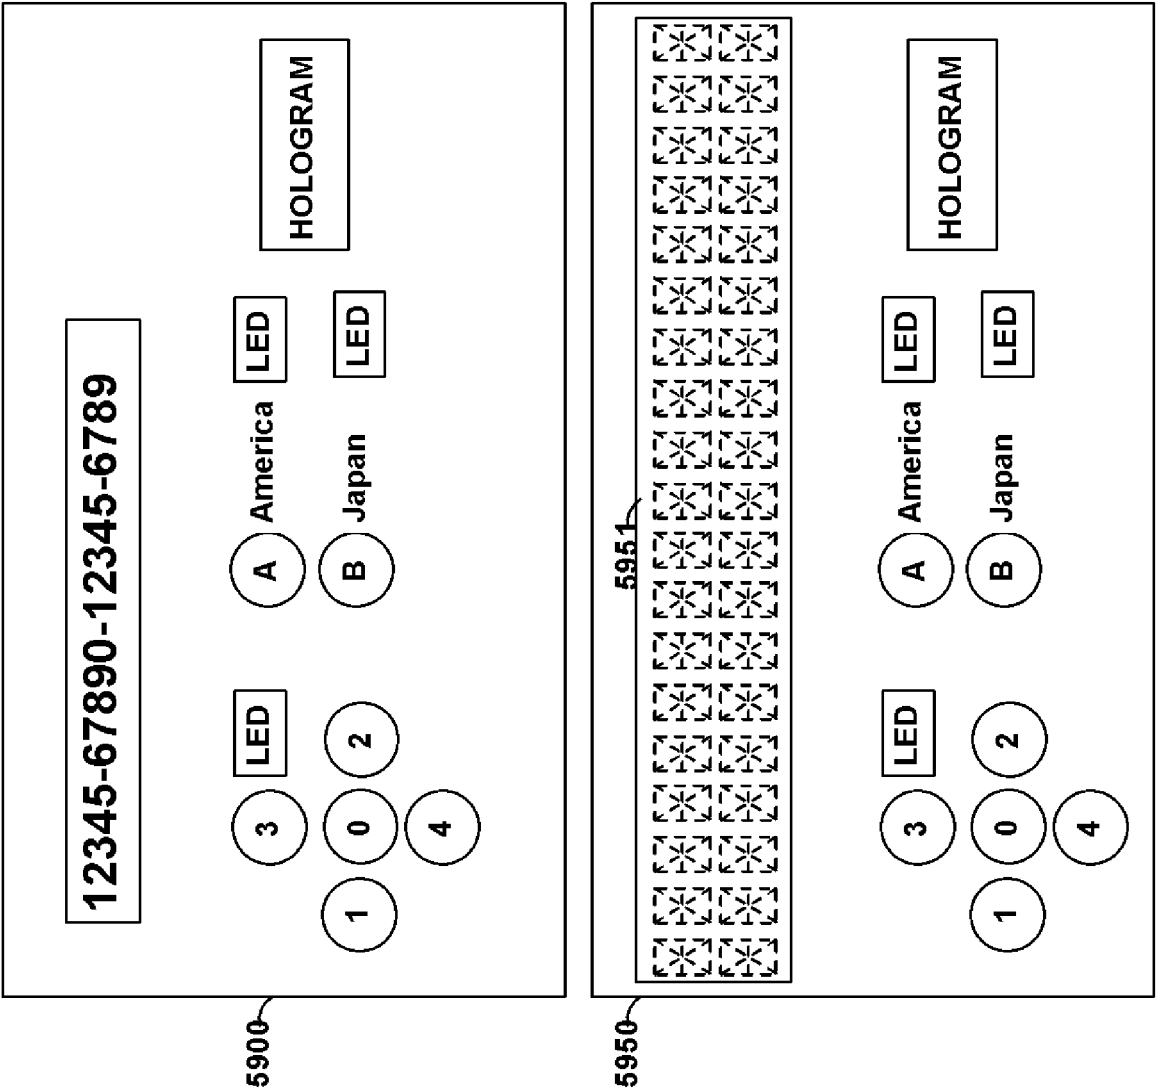 12345-67890-12345-6789
3 LED A America LED
HOLOGRAM
1 0 2 B Japan LED
4
5900
5951
3 LED A America LED
HOLOGRAM
1 0 2 B Japan LED
4
5950